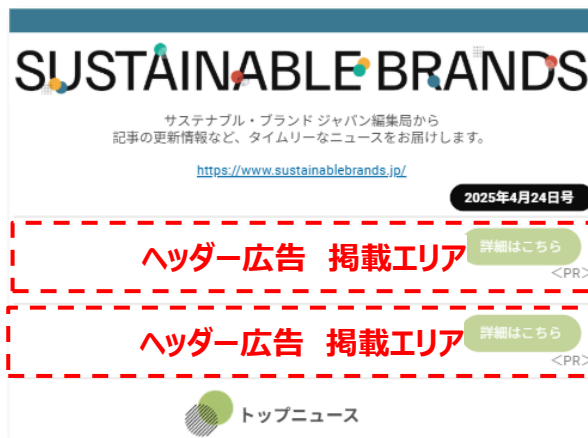 SUSTAINABLE BRANDS
サステナブル・ブランド ジャパン編集局から
記事の更新情報など、タイムリーなニュースをお届けします。
https://www.sustainablebrands.jp/
2025年4月24日号
ヘッダー広告 掲載エリア
詳細はこちら
<PR>
ヘッダー広告 掲載エリア
詳細はこちら
<PR>
トップニュース